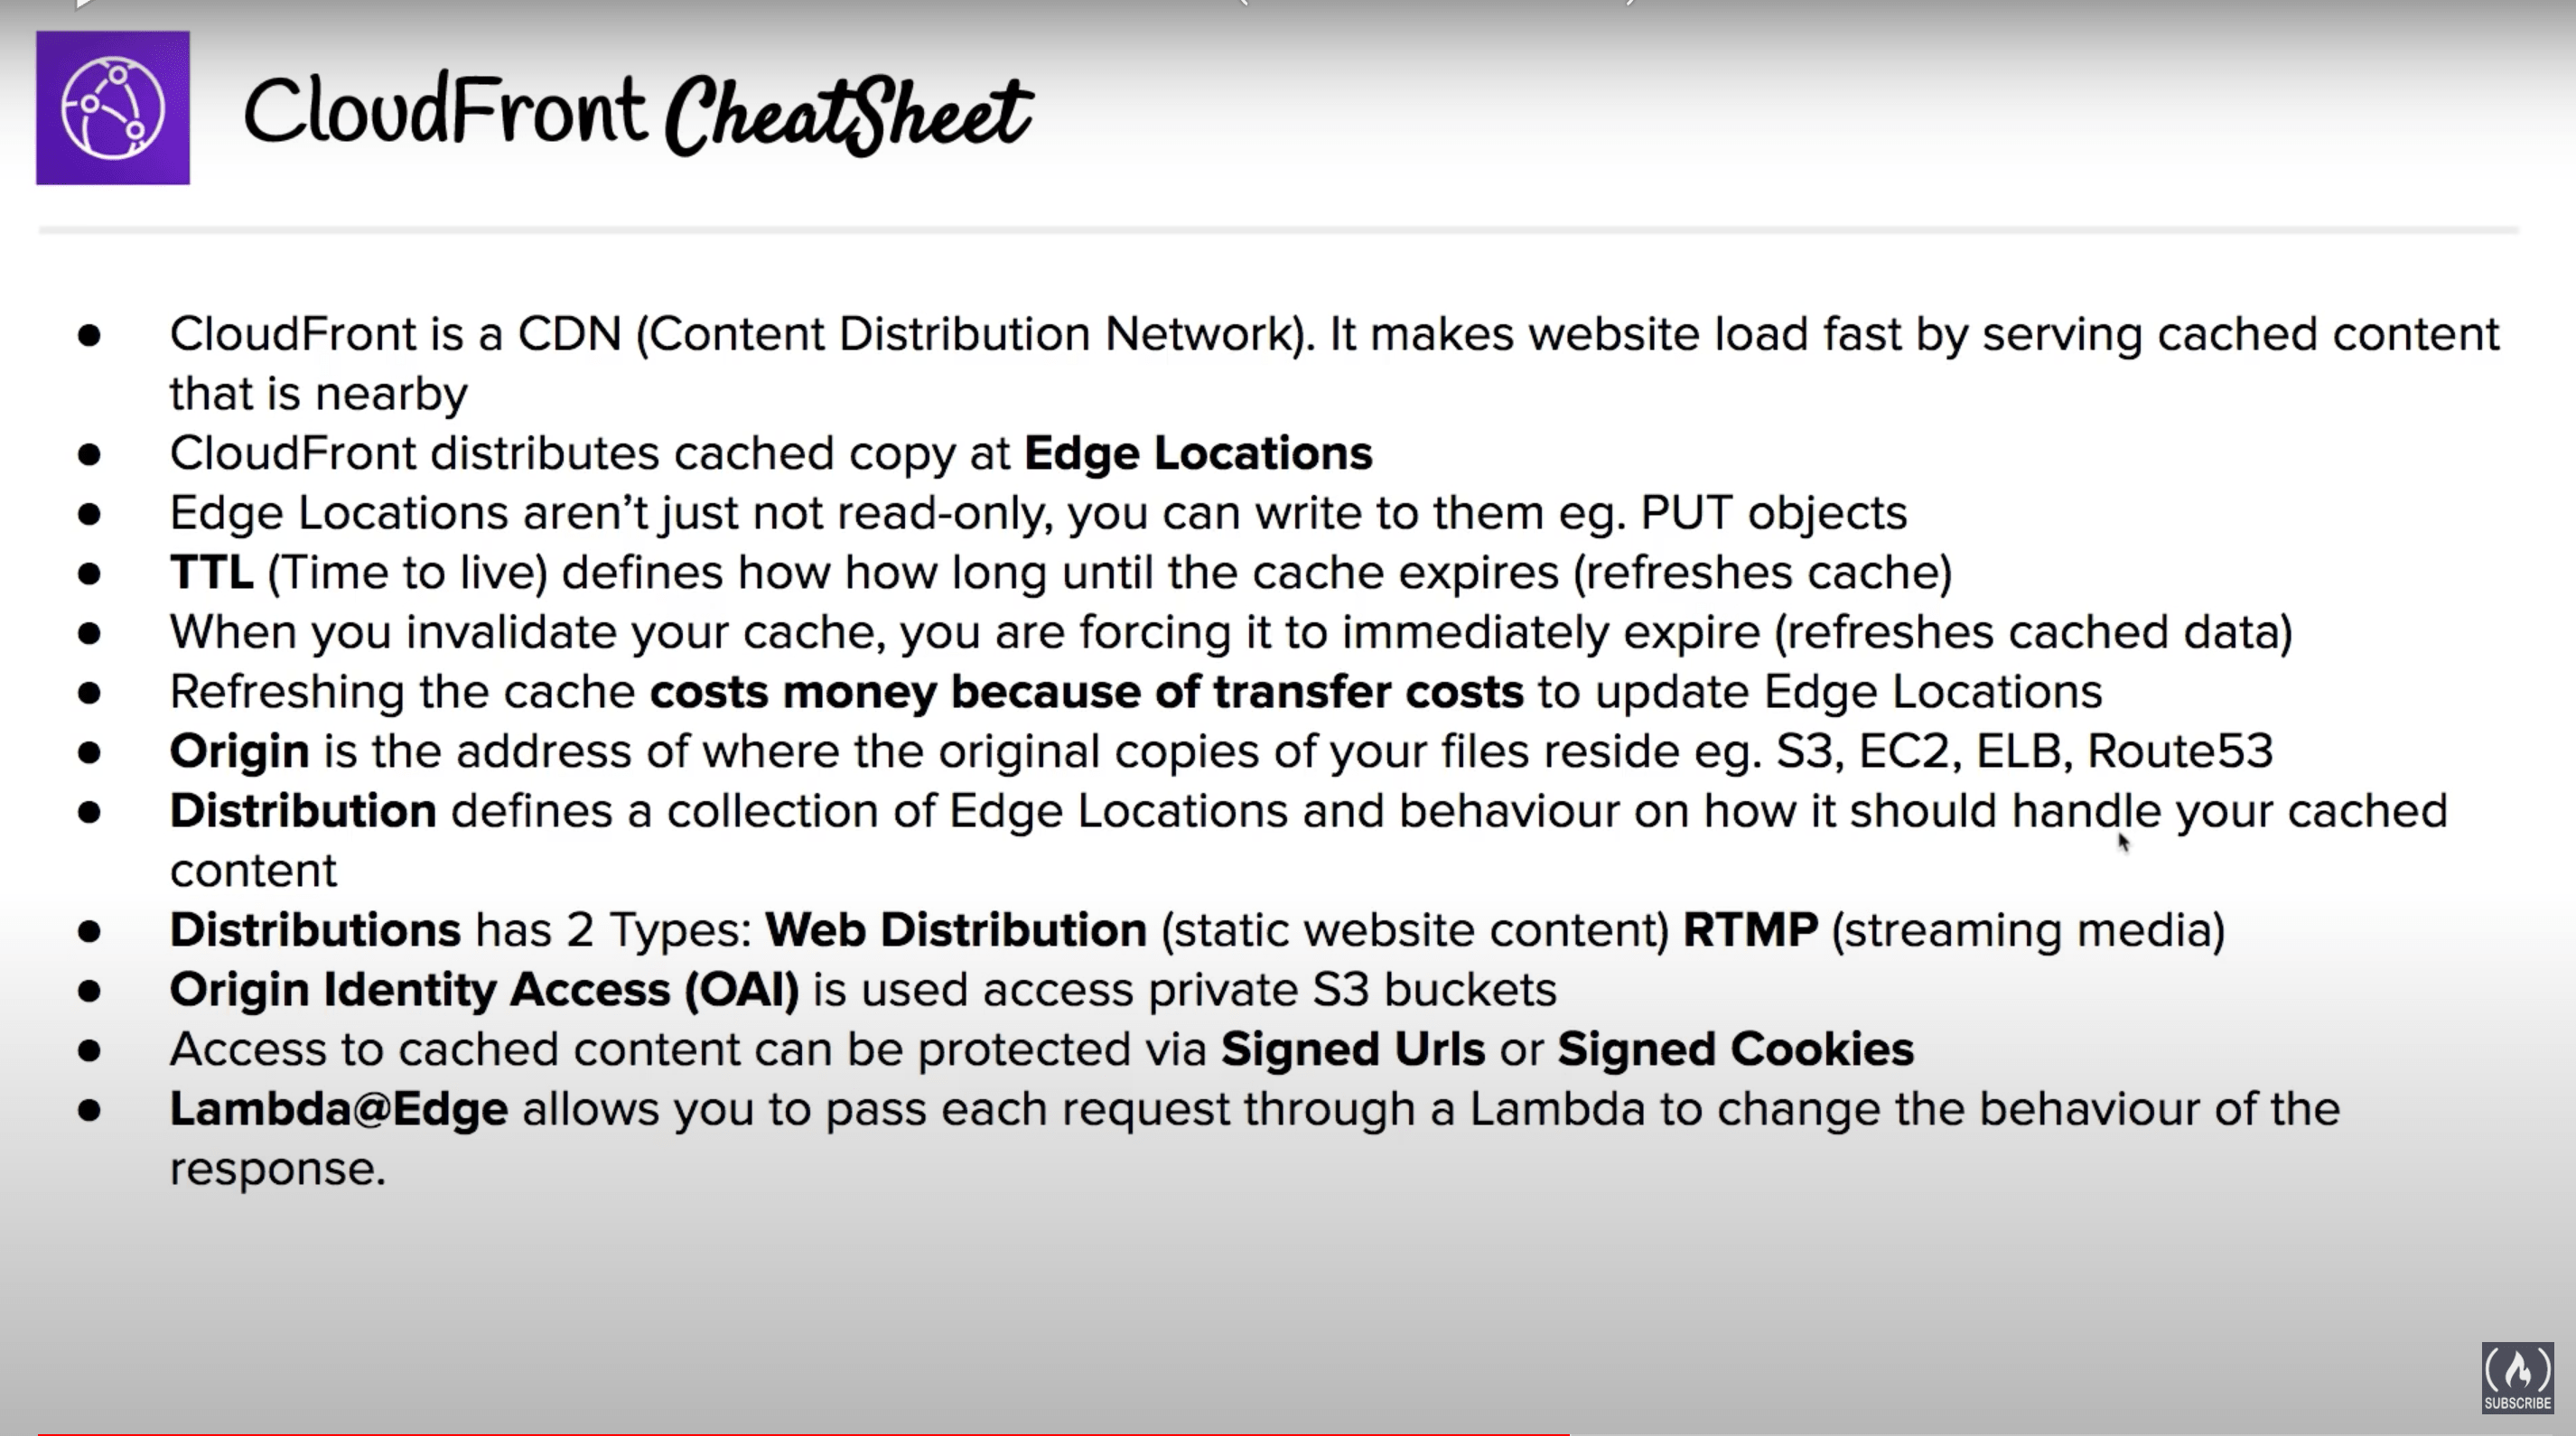 CloudFront CheatSheet
● CloudFront is a CDN (Content Distribution Network). It makes website load fast by serving cached content
that is nearby
● CloudFront distributes cached copy at Edge Locations
● Edge Locations aren’t just not read-only, you can write to them eg. PUT objects
● TTL (Time to live) defines how how long until the cache expires (refreshes cache)
● When you invalidate your cache, you are forcing it to immediately expire (refreshes cached data)
● Refreshing the cache costs money because of transfer costs to update Edge Locations
● Origin is the address of where the original copies of your files reside eg. S3, EC2, ELB, Route53
● Distribution defines a collection of Edge Locations and behaviour on how it should handle your cached
content
● Distributions has 2 Types: Web Distribution (static website content) RTMP (streaming media)
● Origin Identity Access (OAI) is used access private S3 buckets
● Access to cached content can be protected via Signed Urls or Signed Cookies
● Lambda@Edge allows you to pass each request through a Lambda to change the behaviour of the
response.
SUBSCRIBE